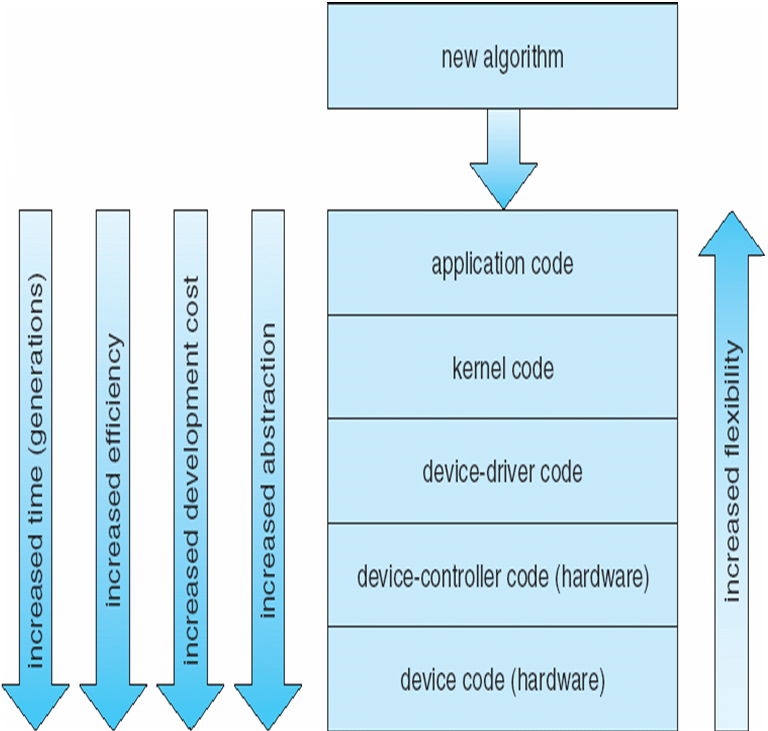 new algorithm
increased time (generations)
increased efficiency
increased development cost
increased abstraction
application code
kernel code
device-driver code
device-controller code (hardware)
device code (hardware)
increased flexibility